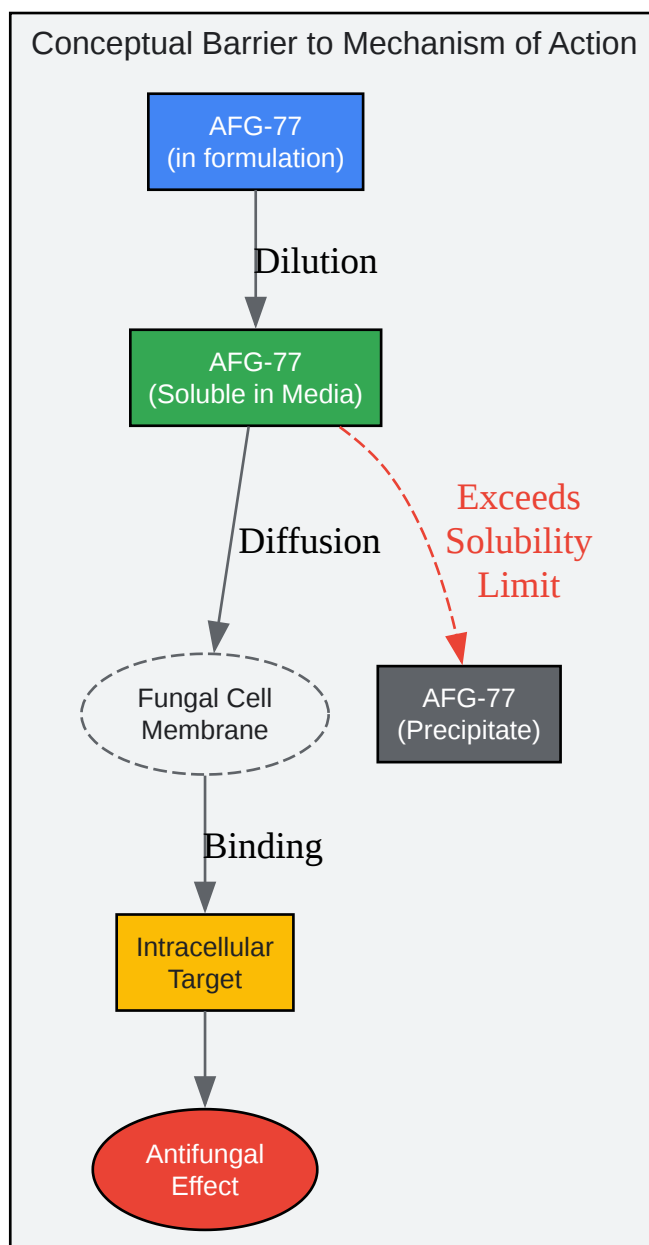 Conceptual Barrier to Mechanism of Action
AFG-77
(in formulation)
Dilution
AFG-77
(Soluble in Media)
Diffusion
Exceeds
Solubility
Limit
Fungal Cell
Membrane
AFG-77
(Precipitate)
Binding
Intracellular
Target
Antifungal
Effect